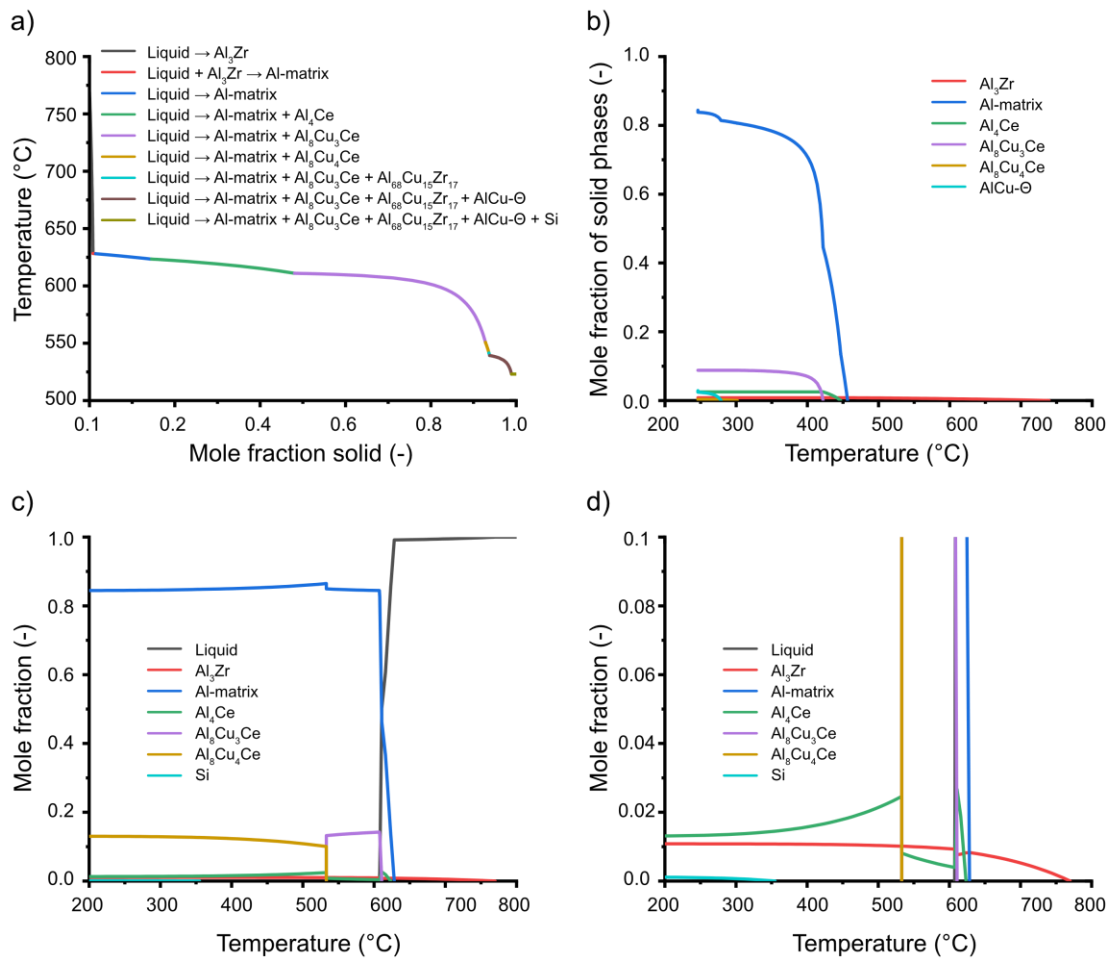 a)
Temperature (°C)
800
750
700
650
600
550
500
Liquid → Al₃Zr
Liquid + Al₃Zr → Al-matrix
Liquid → Al-matrix
Liquid → Al-matrix + Al₄Ce
Liquid → Al-matrix + Al₈Cu₃Ce
Liquid → Al-matrix + Al₈Cu₄Ce
Liquid → Al-matrix + Al₈Cu₃Ce + Al₆₈Cu₁₅Zr₁₇
Liquid → Al-matrix + Al₈Cu₃Ce + Al₆₈Cu₁₅Zr₁₇ + AlCu-Θ
Liquid → Al-matrix + Al₈Cu₃Ce + Al₆₈Cu₁₅Zr₁₇ + AlCu-Θ + Si
0.1 0.2 0.4 0.6 0.8 1.0
Mole fraction solid (-)
b)
Mole fraction of solid phases (-)
1.0
0.8
0.6
0.4
0.2
0.0
Al₃Zr
Al-matrix
Al₄Ce
Al₈Cu₃Ce
Al₈Cu₄Ce
AlCu-Θ
200 300 400 500 600 700 800
Temperature (°C)
c)
Mole fraction (-)
1.0
0.8
0.6
0.4
0.2
0.0
Liquid
Al₃Zr
Al-matrix
Al₄Ce
Al₈Cu₃Ce
Al₈Cu₄Ce
Si
200 300 400 500 600 700 800
Temperature (°C)
d)
Mole fraction (-)
0.1
0.08
0.06
0.04
0.02
0.0
Liquid
Al₃Zr
Al-matrix
Al₄Ce
Al₈Cu₃Ce
Al₈Cu₄Ce
Si
200 300 400 500 600 700 800
Temperature (°C)